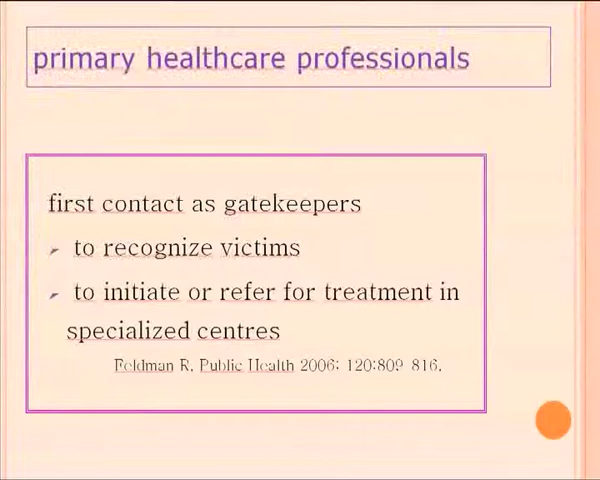 primary healthcare professionals
first contact as gatekeepers
to recognize victims
to initiate or refer for treatment in
specialized centres
Feldman R. Public Health 2006; 120:809-816.